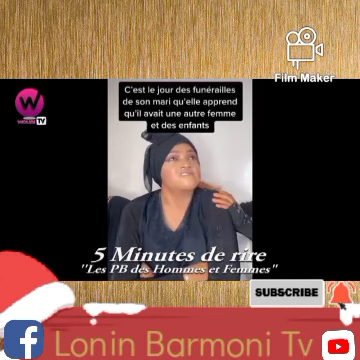 Film Maker
W
TV
C'est le jour des funérailles
de son mari qu'elle apprend
qu'il avait une autre femme
et des enfants
5 Minutes de rire
"Les PB des Hommes et Femmes"
SUBSCRIBE
f Lonin Barmoni Tv